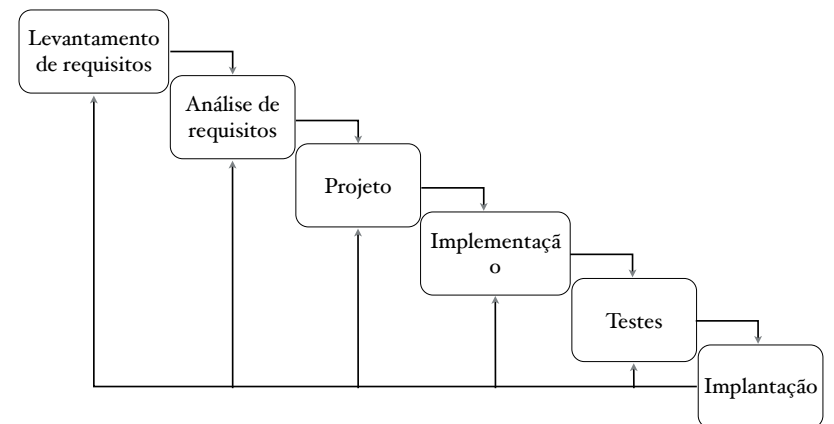 Levantamento
de requisitos
Análise de
requisitos
Projeto
Implementaçã
o
Testes
Implantação